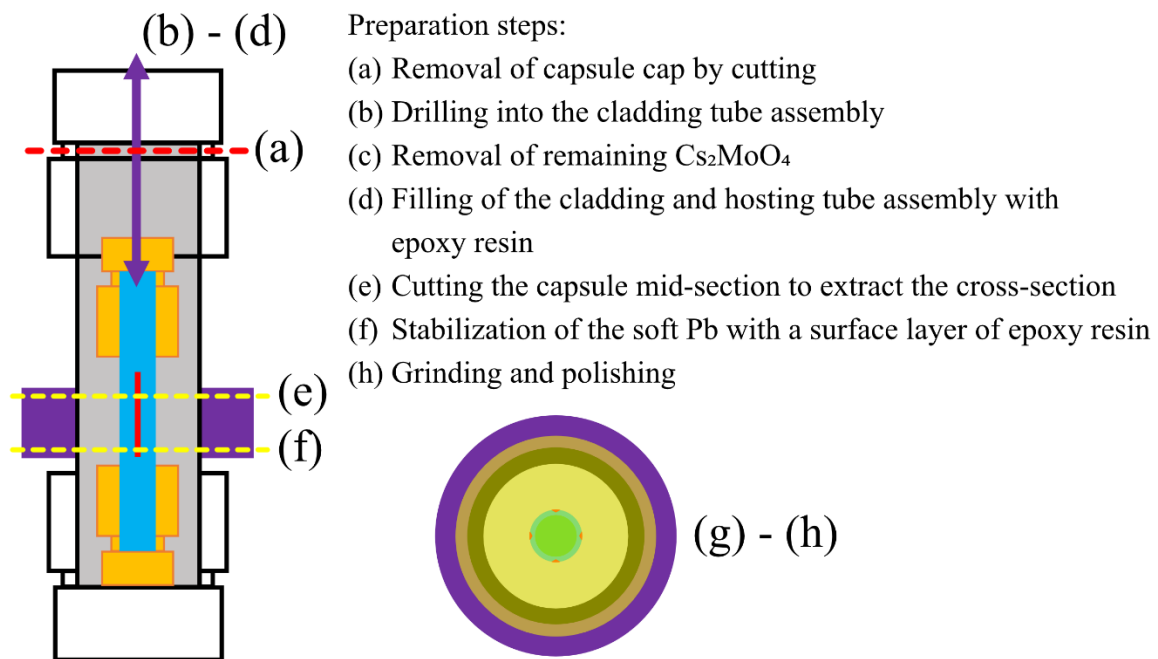 (b) - (d)
Preparation steps:
(a) Removal of capsule cap by cutting
(b) Drilling into the cladding tube assembly
(a)
(c) Removal of remaining Cs₂MoO₄
(d) Filling of the cladding and hosting tube assembly with
epoxy resin
(e) Cutting the capsule mid-section to extract the cross-section
(f) Stabilization of the soft Pb with a surface layer of epoxy resin
(h) Grinding and polishing
(e)
(f)
(g) - (h)